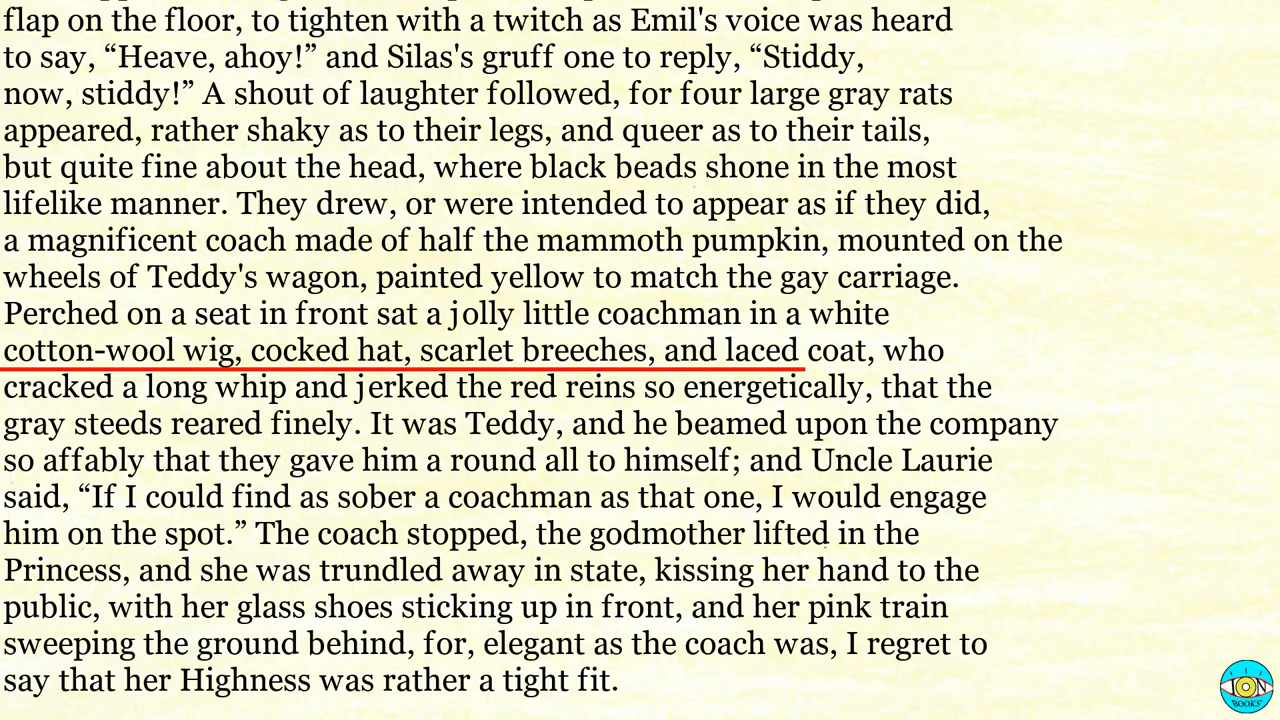 flap on the floor, to tighten with a twitch as Emil's voice was heard
to say, “Heave, ahoy!” and Silas's gruff one to reply, “Stiddy,
now, stiddy!” A shout of laughter followed, for four large gray rats
appeared, rather shaky as to their legs, and queer as to their tails,
but quite fine about the head, where black beads shone in the most
lifelike manner. They drew, or were intended to appear as if they did,
a magnificent coach made of half the mammoth pumpkin, mounted on the
wheels of Teddy's wagon, painted yellow to match the gay carriage.
Perched on a seat in front sat a jolly little coachman in a white
cotton-wool wig, cocked hat, scarlet breeches, and laced coat, who
cracked a long whip and jerked the red reins so energetically, that the
gray steeds reared finely. It was Teddy, and he beamed upon the company
so affably that they gave him a round all to himself; and Uncle Laurie
said, “If I could find as sober a coachman as that one, I would engage
him on the spot.” The coach stopped, the godmother lifted in the
Princess, and she was trundled away in state, kissing her hand to the
public, with her glass shoes sticking up in front, and her pink train
sweeping the ground behind, for, elegant as the coach was, I regret to
say that her Highness was rather a tight fit.
ION
BOOKS